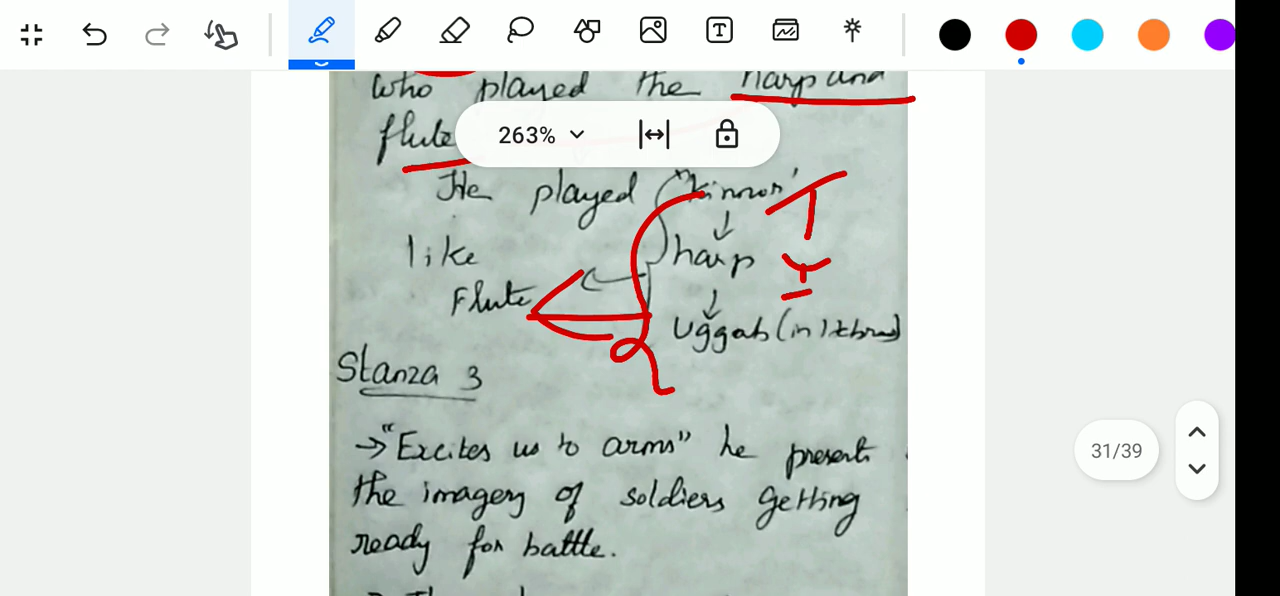 who played the harp and
263%
flute
He played "kinnor"
like harp
Flute
Uggab (in Hebrew)
Stanza 3
31/39
→ "Excites us to arms" he present
the imagery of soldiers getting
ready for battle.